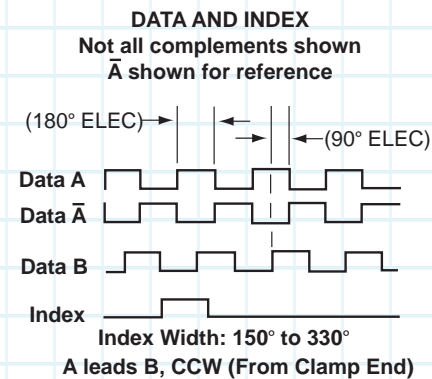 DATA AND INDEX
Not all complements shown
A̅ shown for reference
(180° ELEC)
(90° ELEC)
Data A
Data A̅
Data B
Index
Index Width: 150° to 330°
A leads B, CCW (From Clamp End)